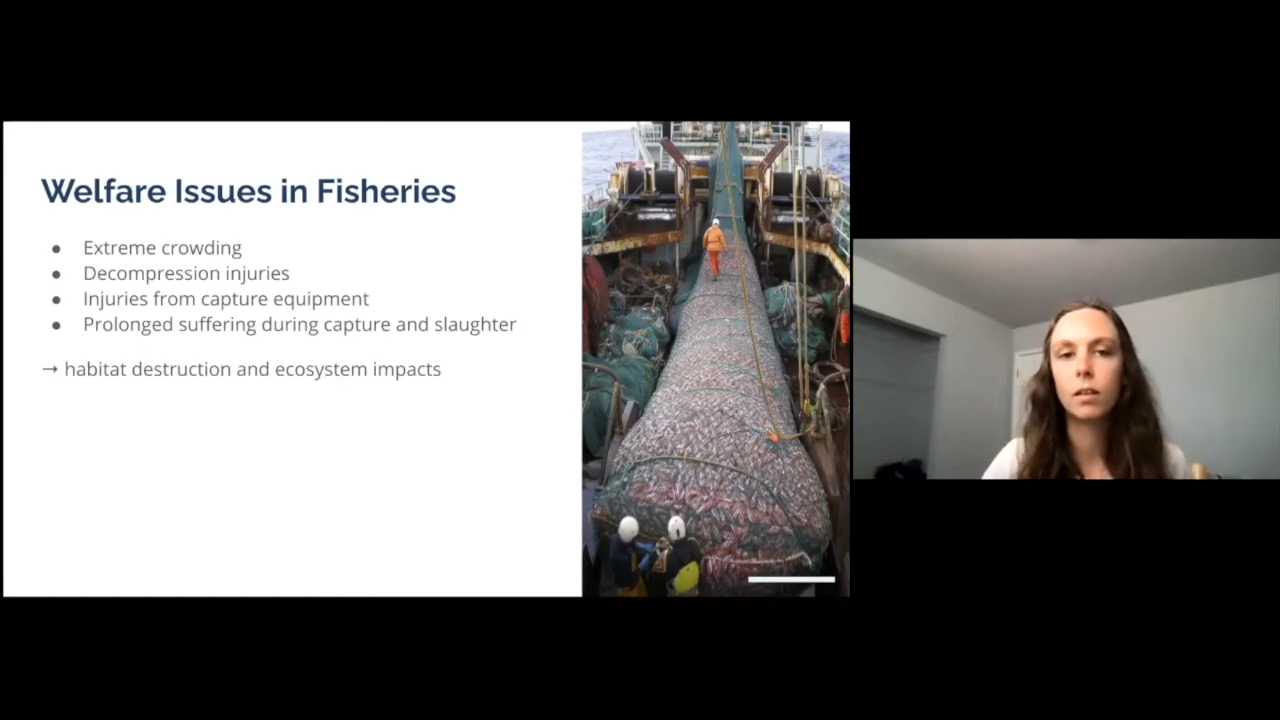 Welfare Issues in Fisheries
● Extreme crowding
● Decompression injuries
● Injuries from capture equipment
● Prolonged suffering during capture and slaughter
→ habitat destruction and ecosystem impacts